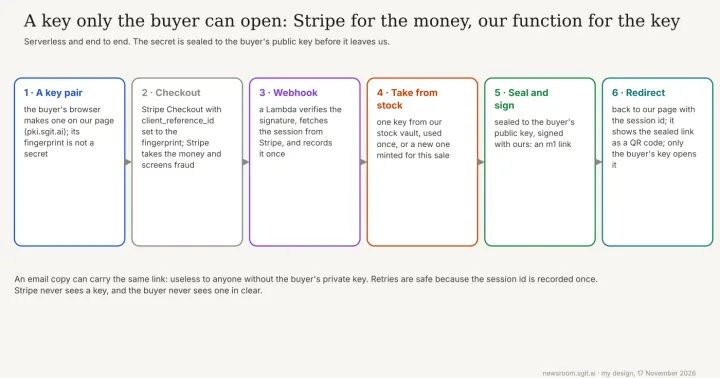 A key only the buyer can open: Stripe for the money, our function for the key
Serverless and end to end. The secret is sealed to the buyer's public key before it leaves us.
1 · A key pair
the buyer's browser
makes one on our page
(pki.sgit.ai); its
fingerprint is not a
secret
2 · Checkout
Stripe Checkout with
client_reference_id
set to the
fingerprint; Stripe
takes the money and
screens fraud
3 · Webhook
a Lambda verifies the
signature, fetches
the session from
Stripe, and records
it once
4 · Take from
stock
one key from our
stock vault, used
once, or a new one
minted for this sale
5 · Seal and
sign
sealed to the buyer's
public key, signed
with ours: an m1 link
6 · Redirect
back to our page with
the session id; it
shows the sealed link
as a QR code; only
the buyer's key opens
it
An email copy can carry the same link: useless to anyone without the buyer's private key. Retries are safe because the session id is recorded once.
Stripe never sees a key, and the buyer never sees one in clear.
newsroom.sgit.ai · my design, 17 November 2026